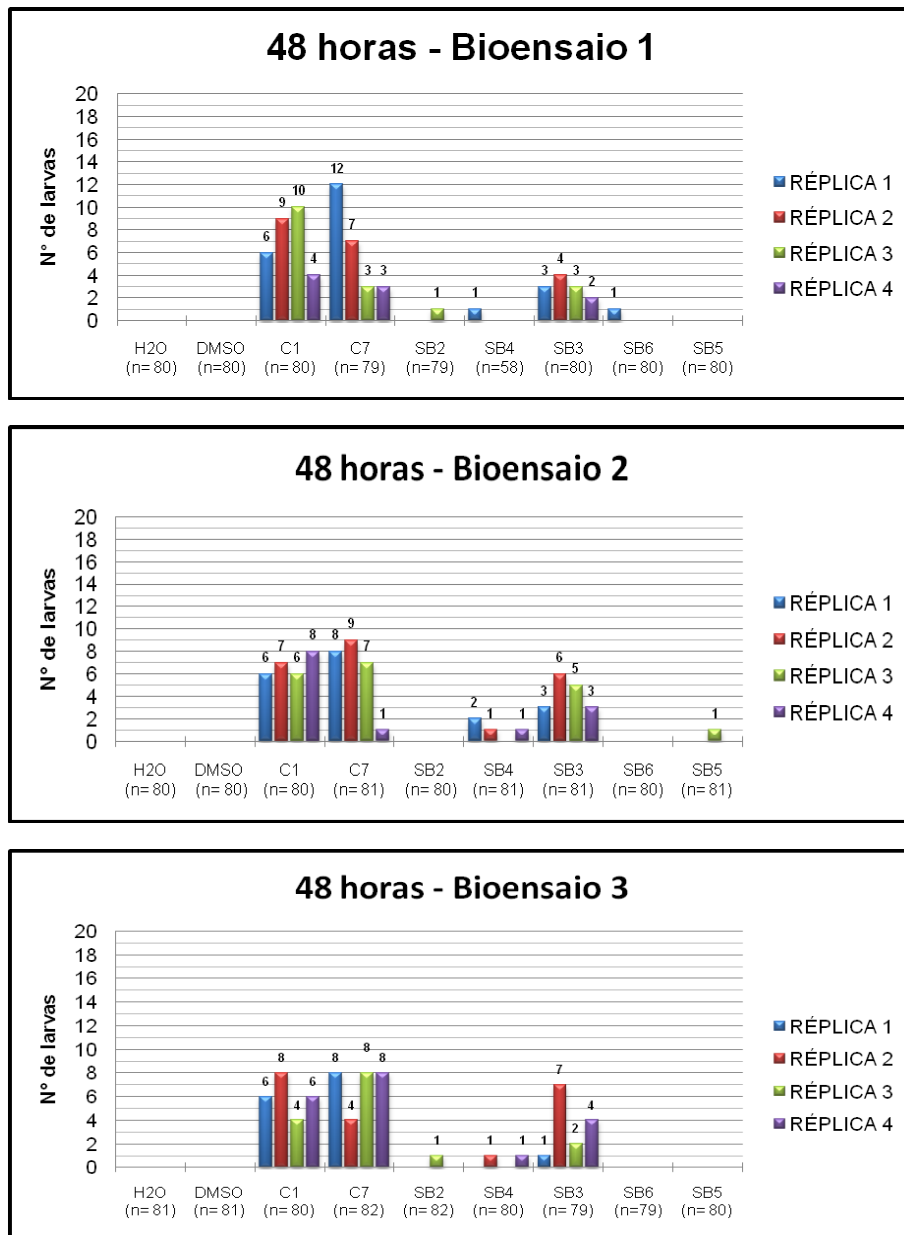 48 horas - Bioensaio 1
N° de larvas
20
18
16
14
12
10
8
6
4
2
0
6 9 10 4 12 7 3 3 1 1 3 4 3 2 1
H2O DMSO C1 C7 SB2 SB4 SB3 SB6 SB5
(n= 80) (n=80) (n= 80) (n= 79) (n=79) (n=58) (n=80) (n= 80) (n= 80)
RÉPLICA 1
RÉPLICA 2
RÉPLICA 3
RÉPLICA 4
48 horas - Bioensaio 2
N° de larvas
20
18
16
14
12
10
8
6
4
2
0
6 7 6 8 8 9 7 1 2 1 1 3 6 5 3 1
H2O DMSO C1 C7 SB2 SB4 SB3 SB6 SB5
(n= 80) (n= 80) (n= 80) (n= 81) (n= 80) (n= 81) (n= 81) (n= 80) (n= 81)
RÉPLICA 1
RÉPLICA 2
RÉPLICA 3
RÉPLICA 4
48 horas - Bioensaio 3
N° de larvas
20
18
16
14
12
10
8
6
4
2
0
6 8 4 6 8 4 8 8 1 1 1 1 7 2 4
H2O DMSO C1 C7 SB2 SB4 SB3 SB6 SB5
(n= 81) (n= 81) (n= 80) (n= 82) (n= 82) (n= 80) (n= 79) (n= 79) (n= 80)
RÉPLICA 1
RÉPLICA 2
RÉPLICA 3
RÉPLICA 4